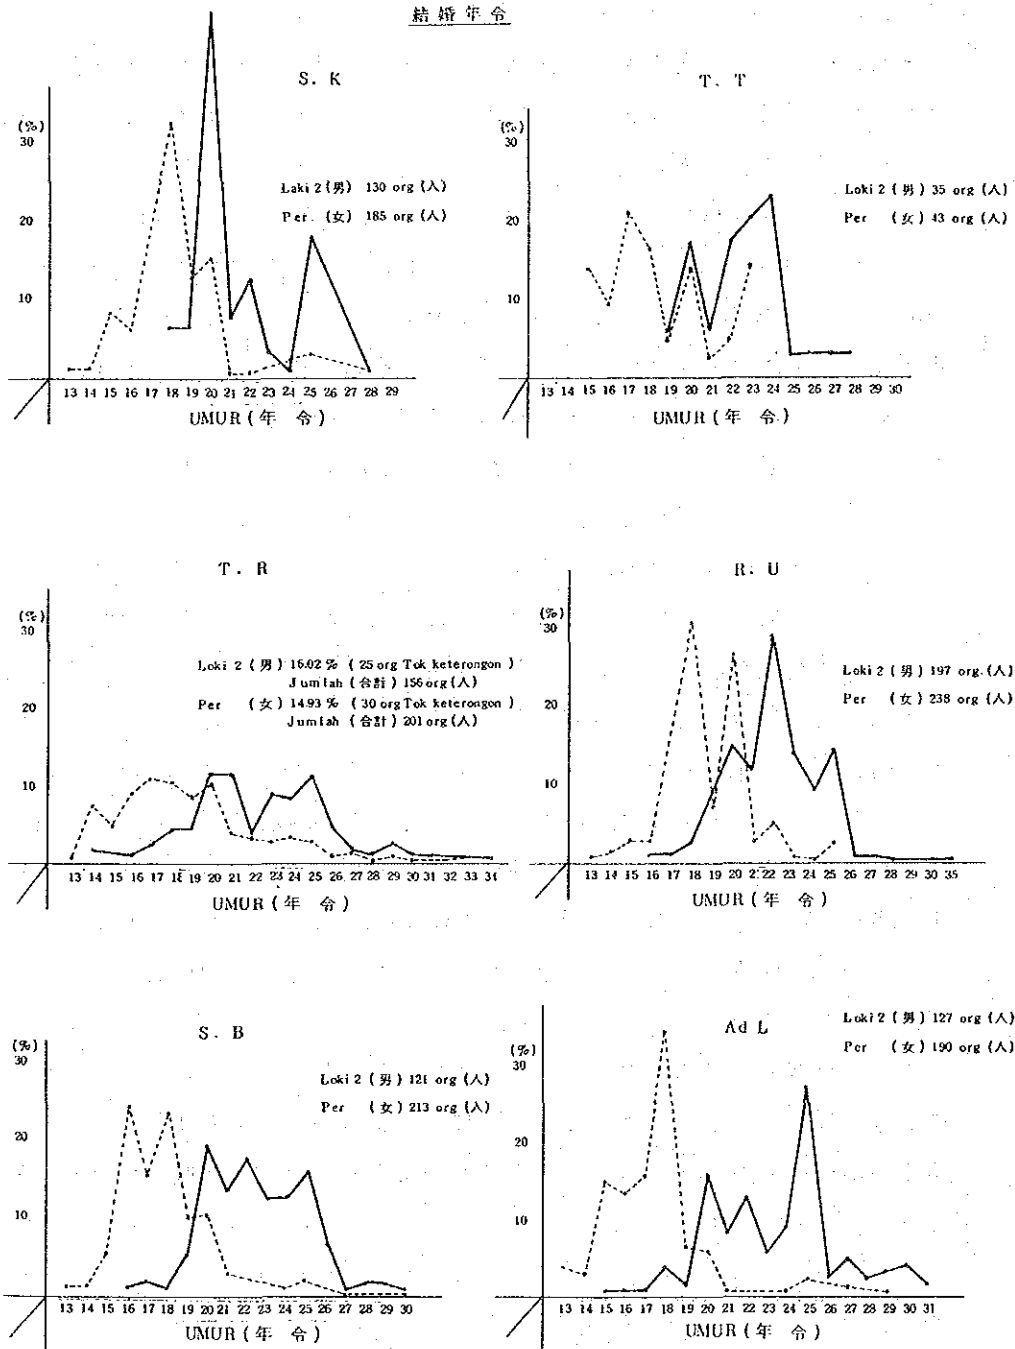 結婚年令
S. K
(%)
30
20
10
Laki 2 (男) 130 org (人)
Per. (女) 185 org (人)
13 14 15 16 17 18 19 20 21 22 23 24 25 28 29
UMUR (年 令)
T. T
(%)
30
20
10
Loki 2 (男) 35 org (人)
Per (女) 43 org (人)
13 14 15 16 17 18 19 20 21 22 23 24 25 26 27 28 29 30
UMUR (年 令)
T. R
(%)
30
20
10
Loki 2 (男) 16.02 % (25 org Tok keterongon)
Jumlah (合計) 156 org (人)
Per (女) 14.93 % (30 org Tok keterongon)
Jumlah (合計) 201 org (人)
13 14 15 16 17 18 19 20 21 22 23 24 25 26 27 28 29 30 31 32 33 34
UMUR (年 令)
R. U
(%)
30
20
10
Loki 2 (男) 197 org. (人)
Per (女) 238 org (人)
13 14 15 16 17 18 19 20 21 22 23 24 25 26 27 28 29 30 35
UMUR (年 令)
S. B
(%)
30
20
10
Loki 2 (男) 121 org (人)
Per (女) 213 org (人)
13 14 15 16 17 18 19 20 21 22 23 24 25 26 27 28 29 30
UMUR (年 令)
Ad L
(%)
30
20
10
Loki 2 (男) 127 org (人)
Per (女) 190 org (人)
13 14 15 16 17 18 19 20 21 22 23 24 25 26 27 28 29 30 31
UMUR (年 令)